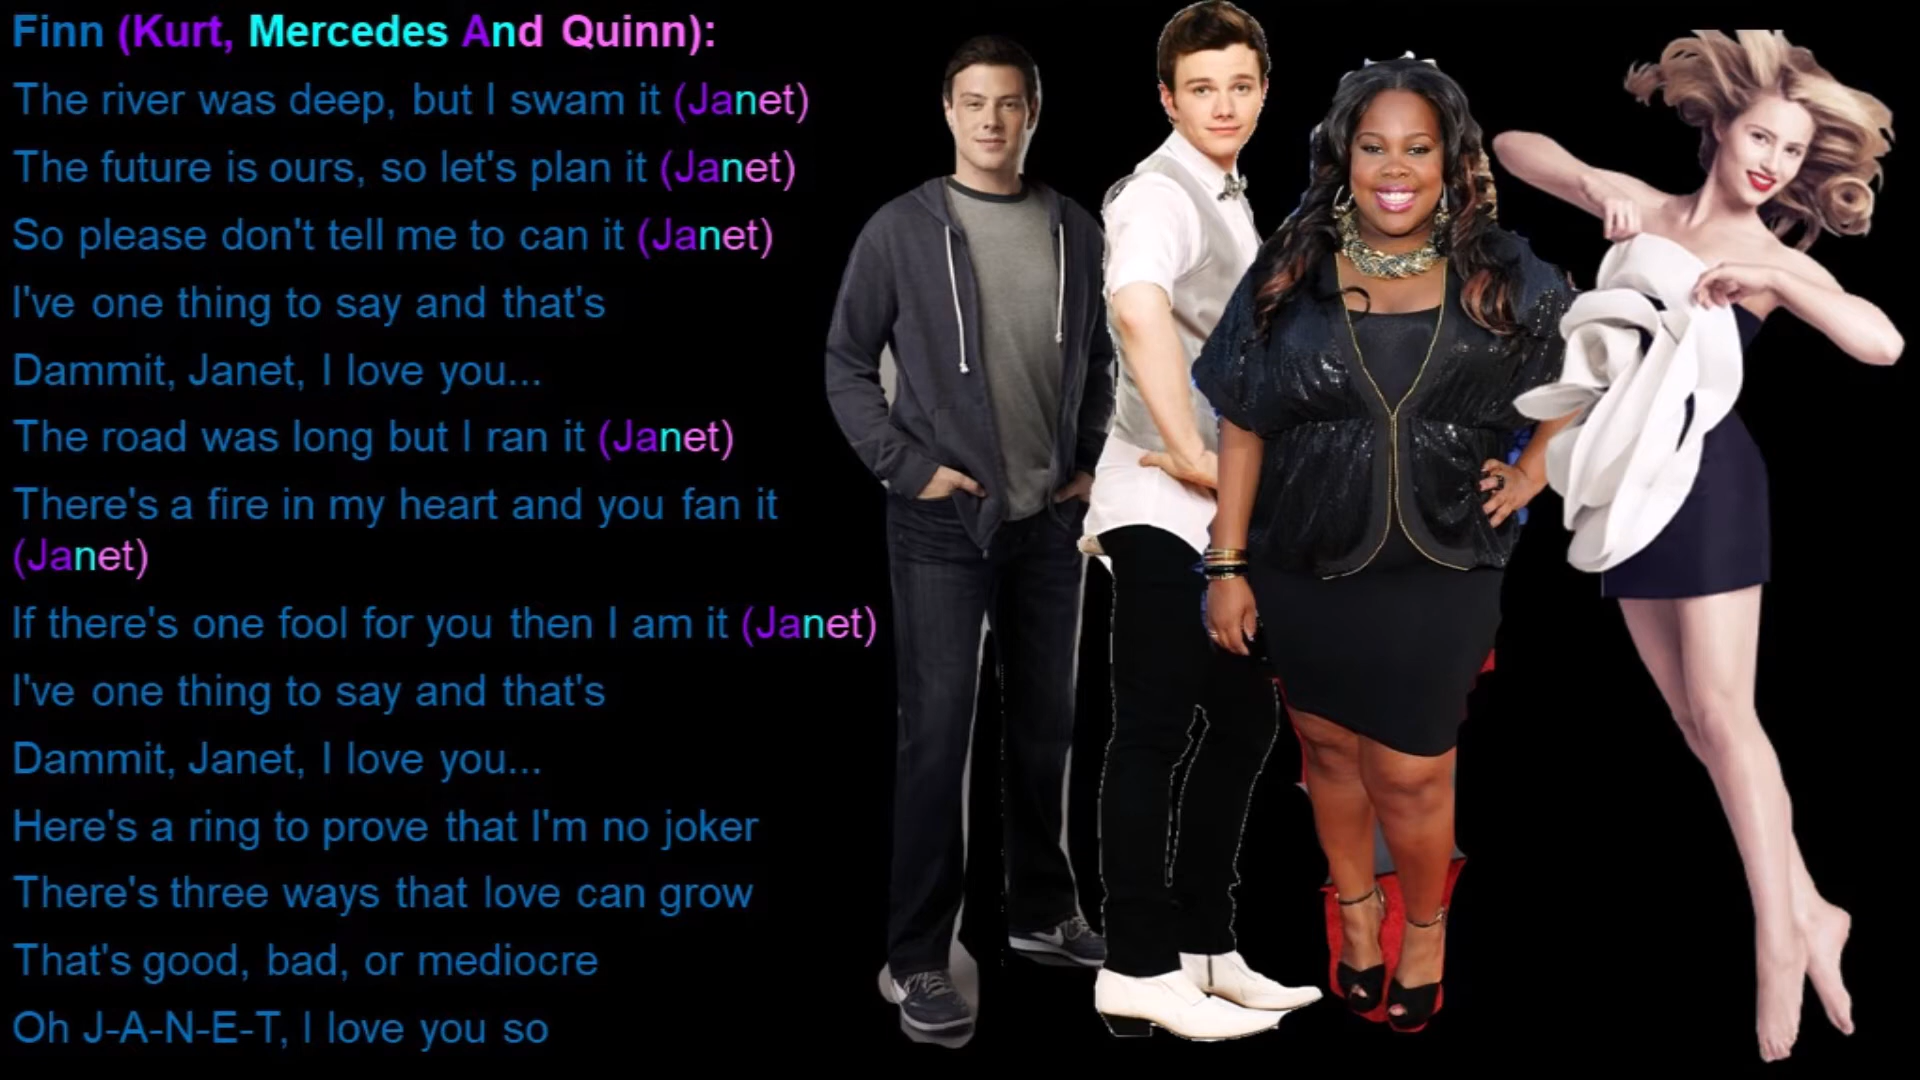 Finn (Kurt, Mercedes And Quinn):
The river was deep, but I swam it (Janet)
The future is ours, so let's plan it (Janet)
So please don't tell me to can it (Janet)
I've one thing to say and that's
Dammit, Janet, I love you...
The road was long but I ran it (Janet)
There's a fire in my heart and you fan it
(Janet)
If there's one fool for you then I am it (Janet)
I've one thing to say and that's
Dammit, Janet, I love you...
Here's a ring to prove that I'm no joker
There's three ways that love can grow
That's good, bad, or mediocre
Oh J-A-N-E-T, I love you so